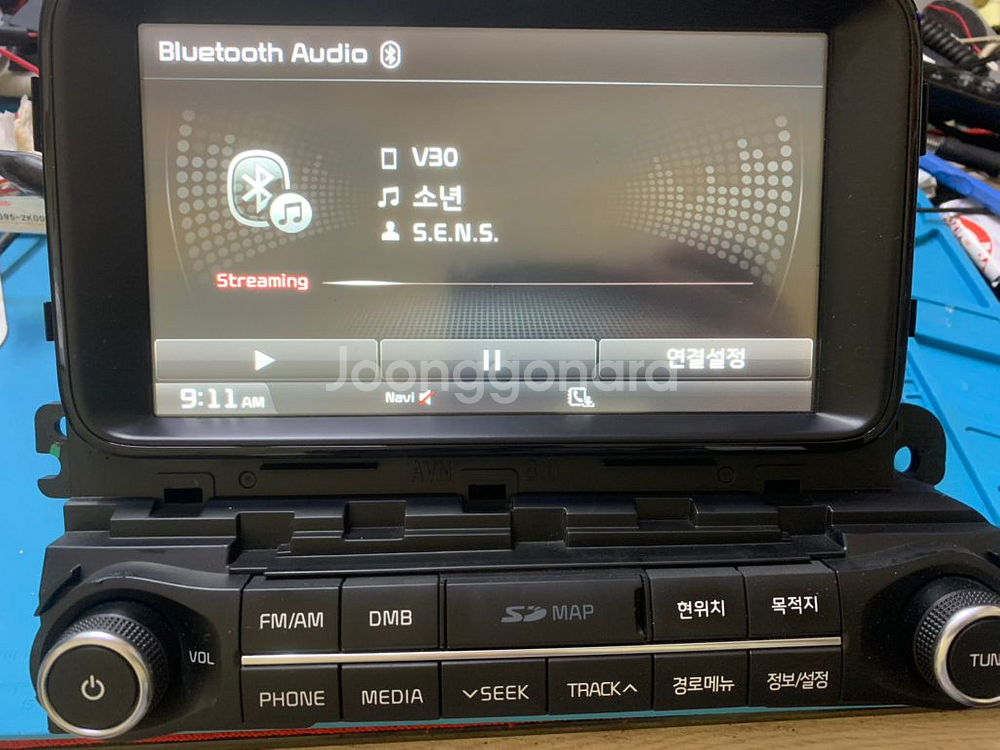 Bluetooth Audio
V30
소년
S.E.N.S.
Streaming
연결설정
Joonggonara
9:11 AM
Navi
AVN
FM/AM
DMB
SD MAP
현위치
목적지
VOL
PHONE
MEDIA
SEEK
TRACK
경로메뉴
정보/설정
TUN